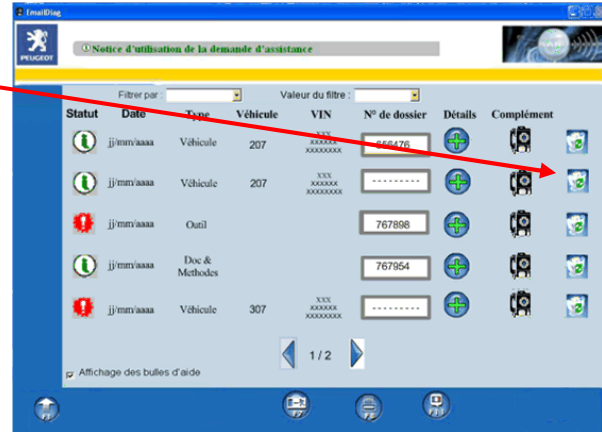 EmalDiag
PEUGEOT
Notice d'utilisation de la demande d'assistance
Filtrer par : Valeur du filtre :
Statut Date Type Véhicule VIN N° de dossier Détails Complément
jj/mm/aaaa Véhicule 207 XXX XXXXXX XXXXXXXX 656476
jj/mm/aaaa Véhicule 207 XXX XXXXXX XXXXXXXX ---------
jj/mm/aaaa Outil 767898
jj/mm/aaaa Doc & Methodes 767954
jj/mm/aaaa Véhicule 307 XXX XXXXXX XXXXXXXX ---------
1 / 2
Affichage des bulles d'aide